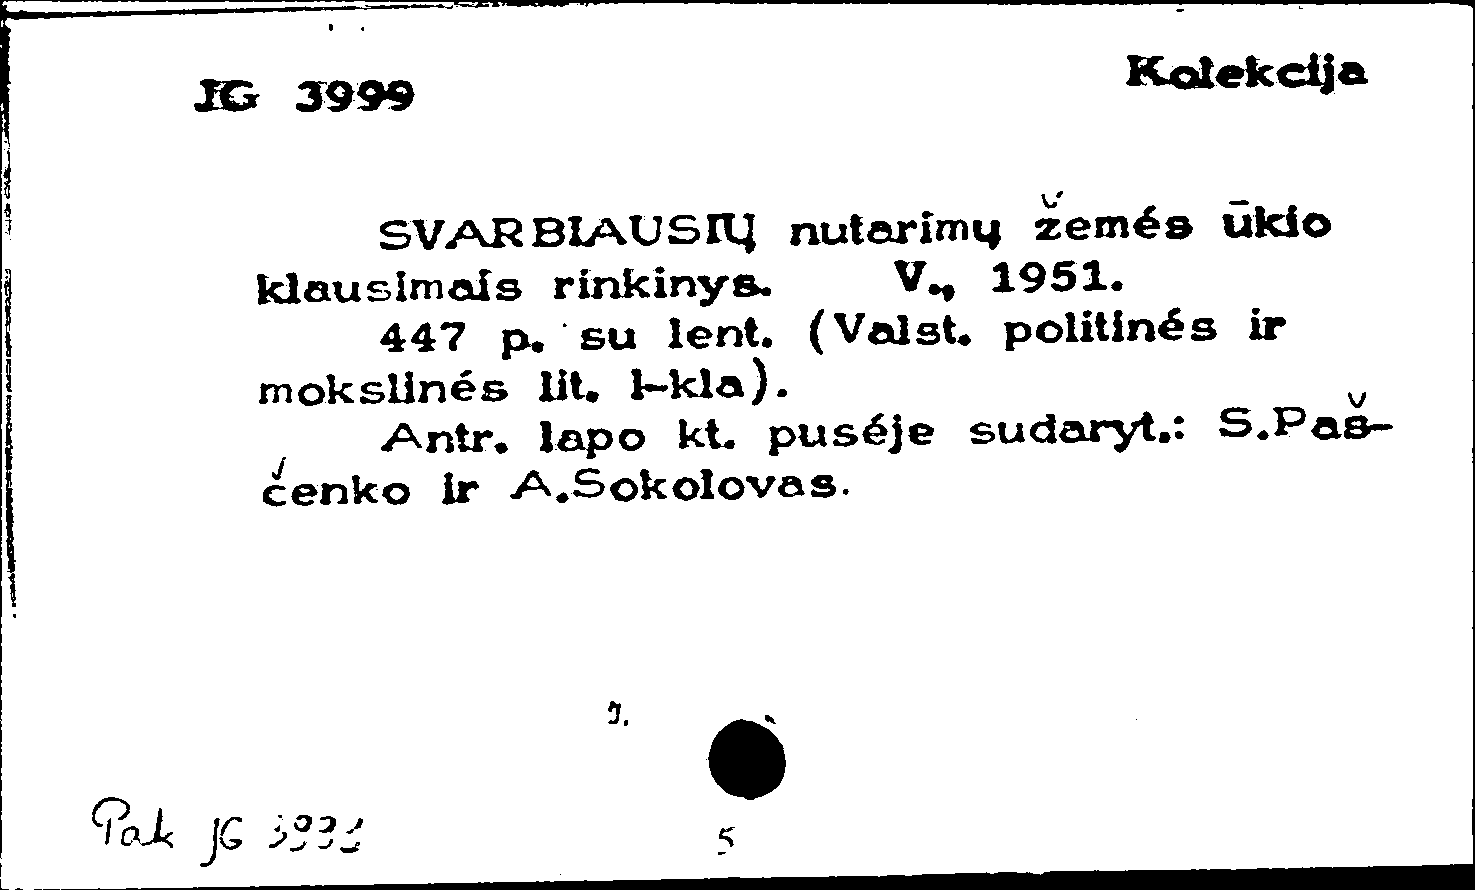 JG 3999
Kolekcija
SVARBIAUSIŲ nutarimų žemės ūkio
klausimais rinkinys. V., 1951.
447 p. su lent. (Valst. politinės ir
mokslinės lit. l-kla).
Antr. lapo kt. pusėje sudaryt.: S.Paš-
čenko ir A.Sokolovas.
Pak JG
5